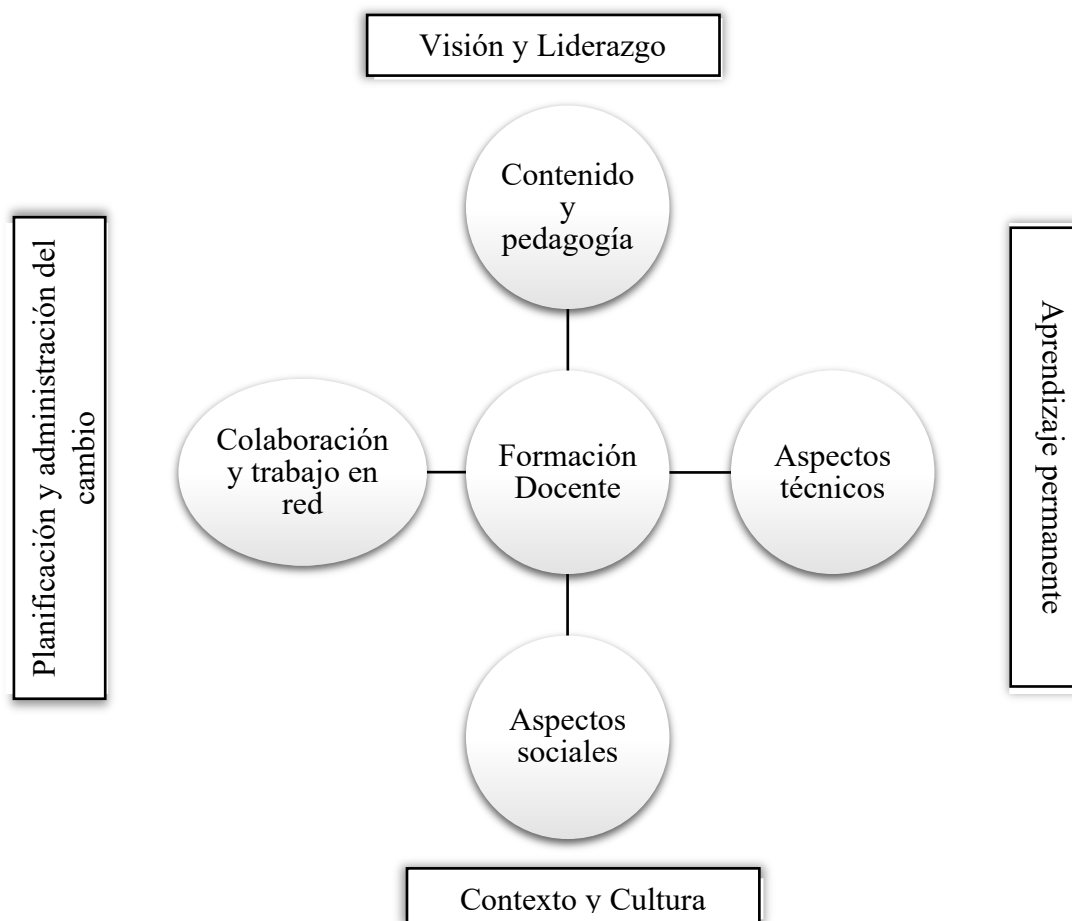 Visión y Liderazgo
Contenido
y
pedagogía
Planificación y administración del
cambio
Colaboración
y trabajo en
red
Formación
Docente
Aspectos
técnicos
Aprendizaje permanente
Aspectos
sociales
Contexto y Cultura